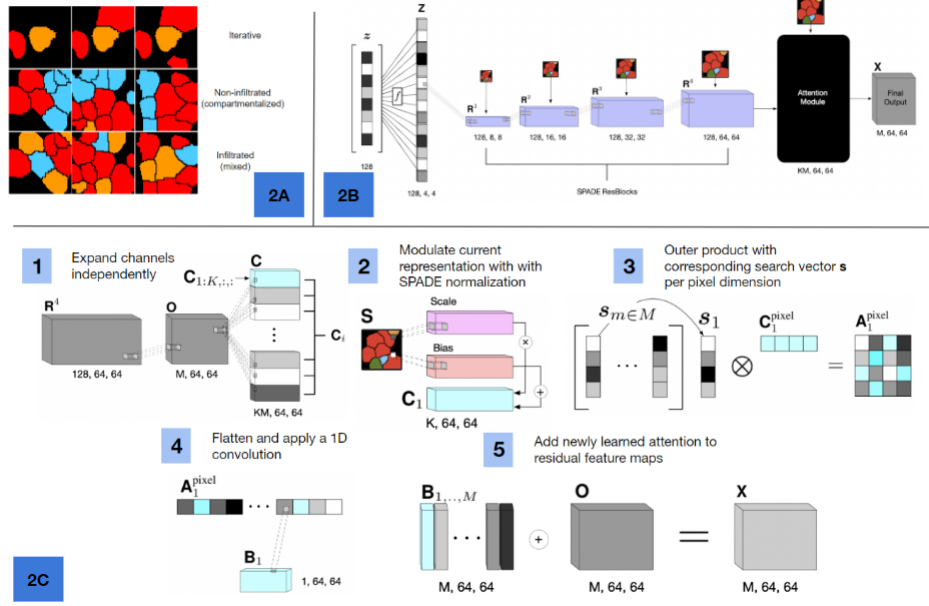 Iterative
Non-infiltrated
(compartmentalized)
Infiltrated
(mixed)
2A
2B
z
128
Z
128, 4, 4
R¹
128, 8, 8
R²
128, 16, 16
R³
128, 32, 32
R⁴
128, 64, 64
SPADE ResBlocks
Attention
Module
KM, 64, 64
X
Final
Output
M, 64, 64
1
Expand channels
independently
R⁴
128, 64, 64
O
M, 64, 64
C₁:K,:,:
C
Cᵢ
KM, 64, 64
2
Modulate current
representation with with
SPADE normalization
S
Scale
×
Bias
+
C₁
K, 64, 64
3
Outer product with
corresponding search vector s
per pixel dimension
sₘ∈M
...
s₁
⊗
C₁ᵖⁱˣᵉˡ
=
A₁ᵖⁱˣᵉˡ
4
Flatten and apply a 1D
convolution
A₁ᵖⁱˣᵉˡ
...
B₁
1, 64, 64
5
Add newly learned attention to
residual feature maps
B₁,..,M
...
M, 64, 64
+
O
M, 64, 64
=
X
M, 64, 64
2C